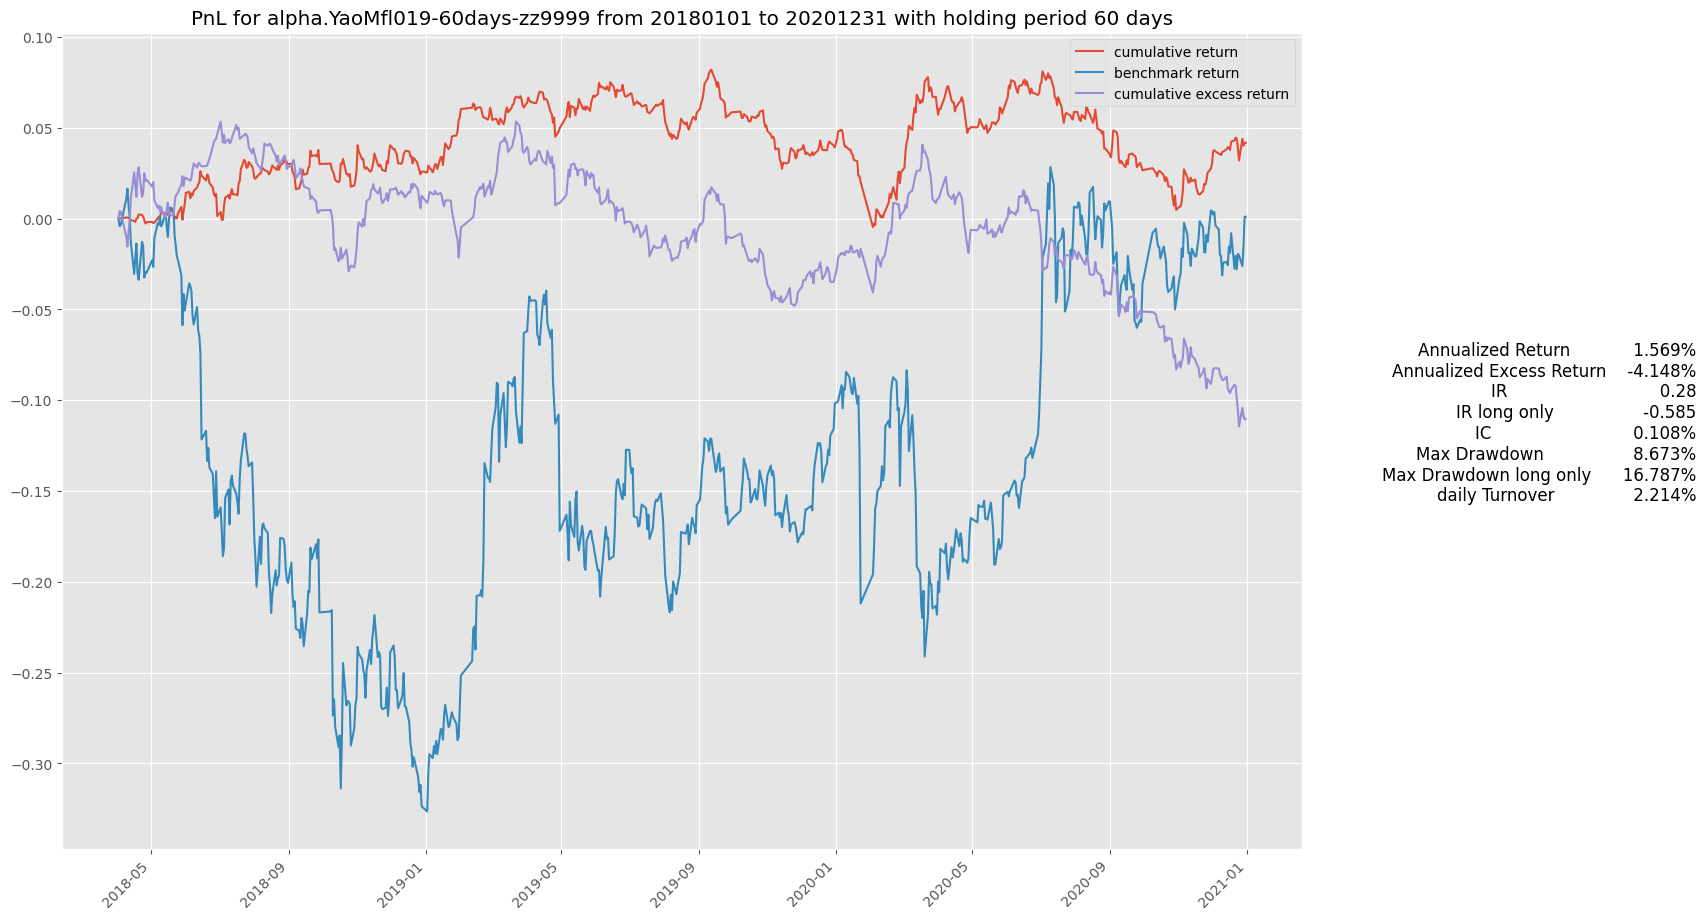 PnL for alpha.YaoMfl019-60days-zz9999 from 20180101 to 20201231 with holding period 60 days
cumulative return
benchmark return
cumulative excess return
0.10
0.05
0.00
−0.05
−0.10
−0.15
−0.20
−0.25
−0.30
2018-05
2018-09
2019-01
2019-05
2019-09
2020-01
2020-05
2020-09
2021-01
Annualized Return 1.569%
Annualized Excess Return -4.148%
IR 0.28
IR long only -0.585
IC 0.108%
Max Drawdown 8.673%
Max Drawdown long only 16.787%
daily Turnover 2.214%